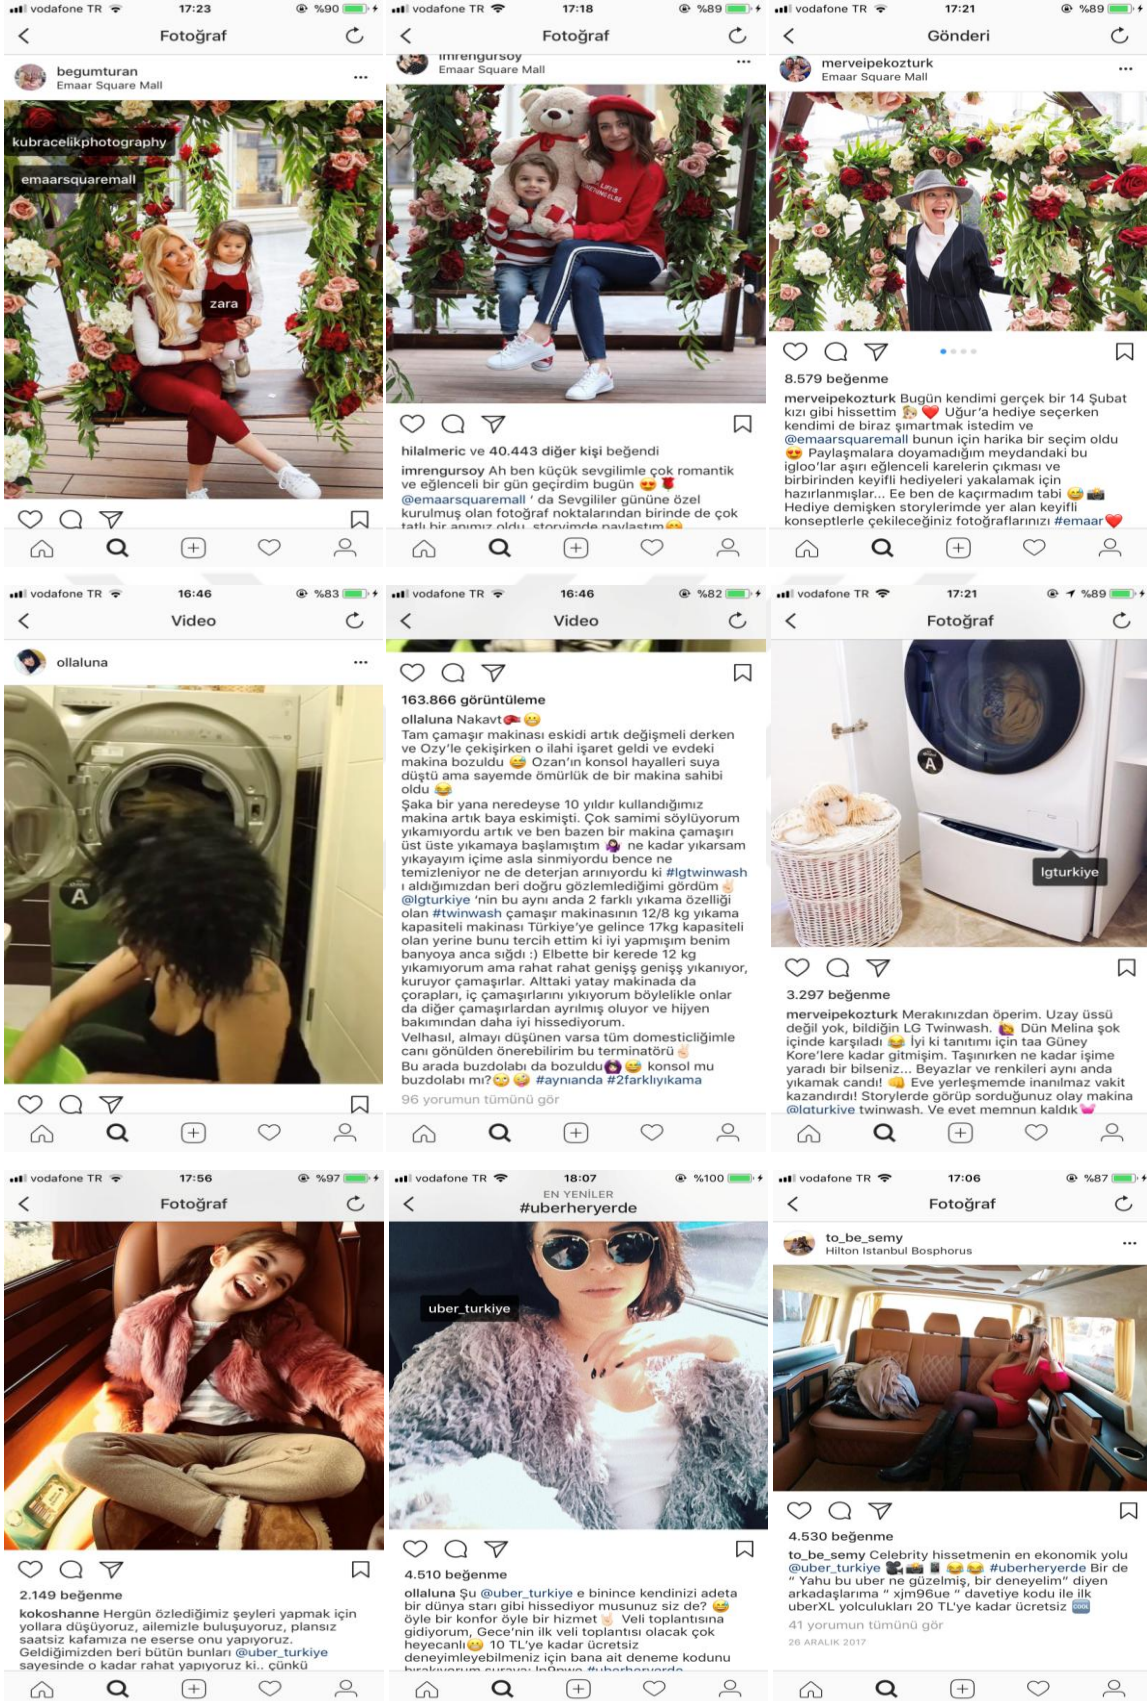 vodafone TR 17:23 %90
Fotoğraf
begumturan
Emaar Square Mall
kubracelikphotography
emaarsquaremall
zara
vodafone TR 17:18 %89
Fotoğraf
imrengursoy
Emaar Square Mall
LIFE IS
SOMETHING ELSE
hilalmeric ve 40.443 diğer kişi beğendi
imrengursoy Ah ben küçük sevgilimle çok romantik
ve eğlenceli bir gün geçirdim bugün 😍🌹
@emaarsquaremall ' da Sevgililer gününe özel
kurulmuş olan fotoğraf noktalarından birinde de çok
tatlı bir anımız oldu, storyimde paylaştım😊
vodafone TR 17:21 %89
Gönderi
merveipekozturk
Emaar Square Mall
8.579 beğenme
merveipekozturk Bugün kendimi gerçek bir 14 Şubat
kızı gibi hissettim 💏❤️ Uğur'a hediye seçerken
kendimi de biraz şımartmak istedim ve
@emaarsquaremall bunun için harika bir seçim oldu
😍 Paylaşmalara doyamadığım meydandaki bu
igloo'lar aşırı eğlenceli karelerin çıkması ve
birbirinden keyifli hediyeleri yakalamak için
hazırlanmışlar... Ee ben de kaçırmadım tabi 😅📸
Hediye demişken storylerimde yer alan keyifli
konseptlerle çekileceğiniz fotoğraflarınızı #emaar❤️
vodafone TR 16:46 %83
Video
ollaluna
A
vodafone TR 16:46 %82
Video
163.866 görüntüleme
ollaluna Nakavt🥊😬
Tam çamaşır makinası eskidi artık değişmeli derken
ve Ozy'le çekişirken o ilahi işaret geldi ve evdeki
makina bozuldu 😅 Ozan'ın konsol hayalleri suya
düştü ama sayemde ömürlük de bir makina sahibi
oldu 😂
Şaka bir yana neredeyse 10 yıldır kullandığımız
makina artık baya eskimişti. Çok samimi söylüyorum
yıkamıyordu artık ve ben bazen bir makina çamaşırı
üst üste yıkamaya başlamıştım 🤷🏻‍♀️ ne kadar yıkarsam
yıkayayım içime asla sinmiyordu bence ne
temizleniyor ne de deterjan arınıyordu ki #lgtwinwash
ı aldığımızdan beri doğru gözlemlediğimi gördüm ✌🏻
@lgturkiye 'nin bu aynı anda 2 farklı yıkama özelliği
olan #twinwash çamaşır makinasının 12/8 kg yıkama
kapasiteli makinası Türkiye'ye gelince 17kg kapasiteli
olan yerine bunu tercih ettim ki iyi yapmışım benim
banyoya anca sığdı :) Elbette bir kerede 12 kg
yıkamıyorum ama rahat rahat genişş genişş yıkanıyor,
kuruyor çamaşırlar. Alttaki yatay makinada da
çorapları, iç çamaşırlarını yıkıyorum böylelikle onlar
da diğer çamaşırlardan ayrılmış oluyor ve hijyen
bakımından daha iyi hissediyorum.
Velhasıl, almayı düşünen varsa tüm domesticliğimle
canı gönülden önerebilirim bu terminatörü✌🏻
Bu arada buzdolabı da bozuldu🙆🏻‍♀️😅 konsol mu
buzdolabı mı?🙄🤪 #aynıanda #2farklıyıkama
96 yorumun tümünü gör
vodafone TR 17:21 %89
Fotoğraf
A
lgturkiye
3.297 beğenme
merveipekozturk Merakınızdan öperim. Uzay üssü
değil yok, bildiğin LG Twinwash. 🙋 Dün Melina şok
içinde karşıladı 😂 İyi ki tanıtımı için taa Güney
Kore'lere kadar gitmişim. Taşınırken ne kadar işime
yaradı bir bilseniz... Beyazlar ve renkileri aynı anda
yıkamak candı! 👊 Eve yerleşmemde inanılmaz vakit
kazandırdı! Storylerde görüp sorduğunuz olay makina
@lgturkiye twinwash. Ve evet memnun kaldık💓
vodafone TR 17:56 %97
Fotoğraf
2.149 beğenme
kokoshanne Hergün özlediğimiz şeyleri yapmak için
yollara düşüyoruz, ailemizle buluşuyoruz, plansız
saatsiz kafamıza ne eserse onu yapıyoruz.
Geldiğimizden beri bütün bunları @uber_turkiye
sayesinde o kadar rahat yapıyoruz ki.. çünkü
vodafone TR 18:07 %100
EN YENİLER
#uberheryerde
uber_turkiye
4.510 beğenme
ollaluna Şu @uber_turkiye e binince kendinizi adeta
bir dünya starı gibi hissediyor musunuz siz de? 😅
öyle bir konfor öyle bir hizmet🤘🏻 Veli toplantısına
gidiyorum, Gece'nin ilk veli toplantısı olacak çok
heyecanlı😁 10 TL'ye kadar ücretsiz
deneyimleyebilmeniz için bana ait deneme kodunu
bırakıyorum şuraya: #uberheryerde
vodafone TR 17:06 %87
Fotoğraf
to_be_semy
Hilton Istanbul Bosphorus
4.530 beğenme
to_be_semy Celebrity hissetmenin en ekonomik yolu
@uber_turkiye 🎥📸📱😂😂 #uberheryerde Bir de
" Yahu bu uber ne güzelmiş, bir deneyelim" diyen
arkadaşlarıma " xjm96ue " davetiye kodu ile ilk
uberXL yolculukları 20 TL'ye kadar ücretsiz 🆒
41 yorumun tümünü gör
26 ARALIK 2017